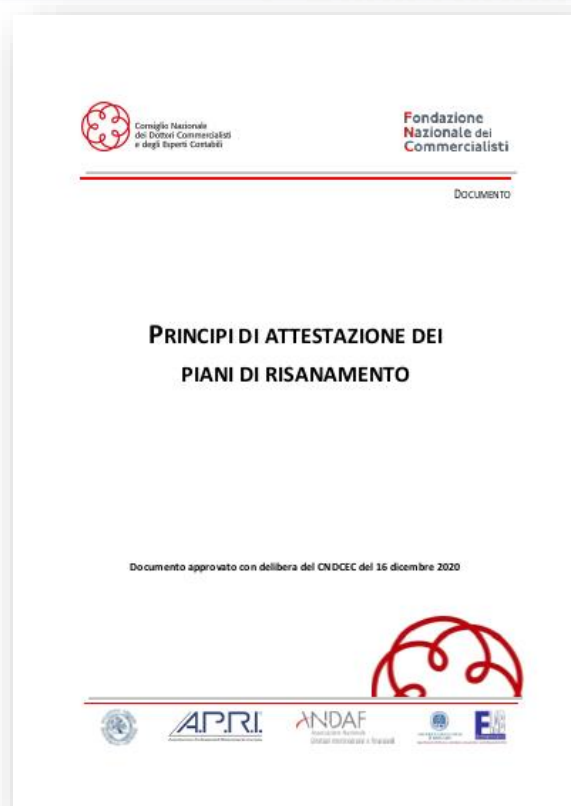 Consiglio Nazionale
dei Dottori Commercialisti
e degli Esperti Contabili
Fondazione
Nazionale dei
Commercialisti
DOCUMENTO
PRINCIPI DI ATTESTAZIONE DEI
PIANI DI RISANAMENTO
Documento approvato con delibera del CNDCEC del 16 dicembre 2020
A.P.R.I.
ANDAF